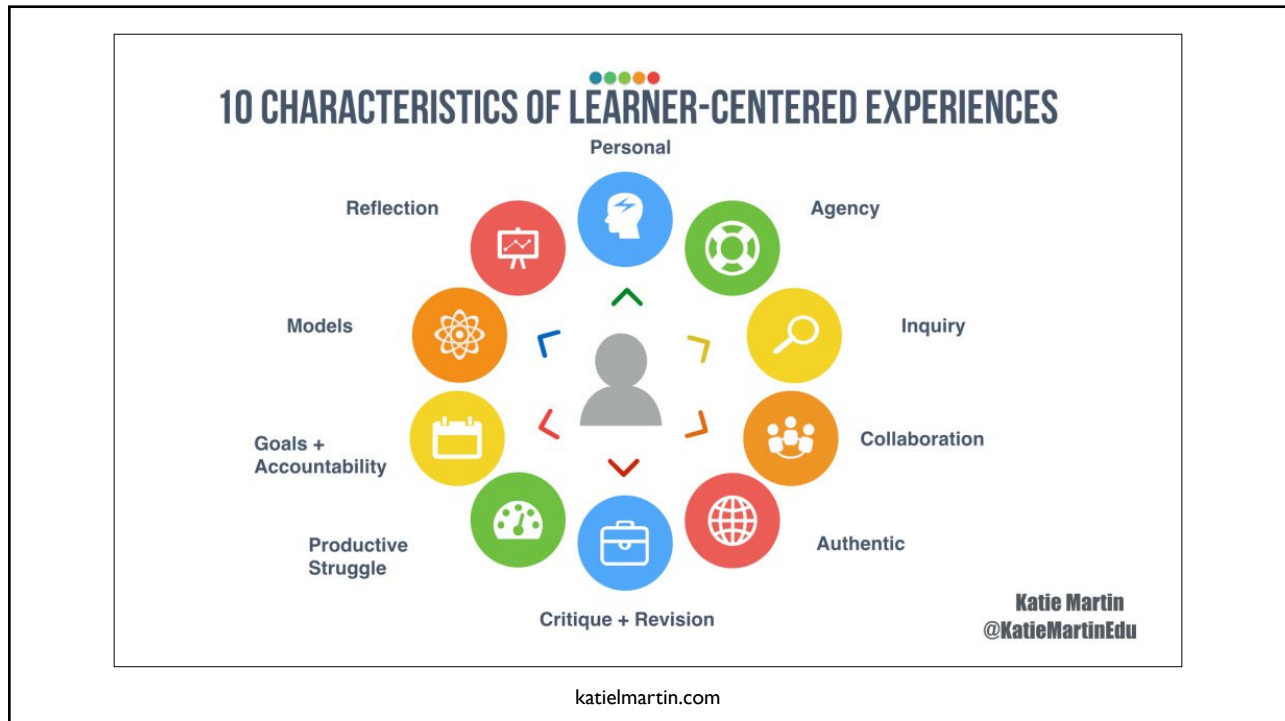 10 CHARACTERISTICS OF LEARNER-CENTERED EXPERIENCES
Personal
Agency
Inquiry
Collaboration
Authentic
Critique + Revision
Productive
Struggle
Goals +
Accountability
Models
Reflection
Katie Martin
@KatieMartinEdu
katielmartin.com